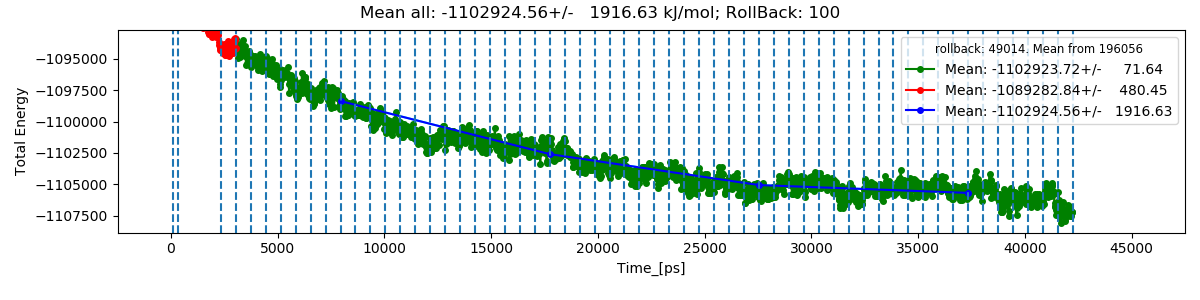 Mean all: -1102924.56+/-   1916.63 kJ/mol; RollBack: 100
rollback: 49014. Mean from 196056
Mean: -1102923.72+/-     71.64
Mean: -1089282.84+/-    480.45
Mean: -1102924.56+/-   1916.63
Total Energy
−1095000
−1097500
−1100000
−1102500
−1105000
−1107500
0 5000 10000 15000 20000 25000 30000 35000 40000 45000
Time_[ps]